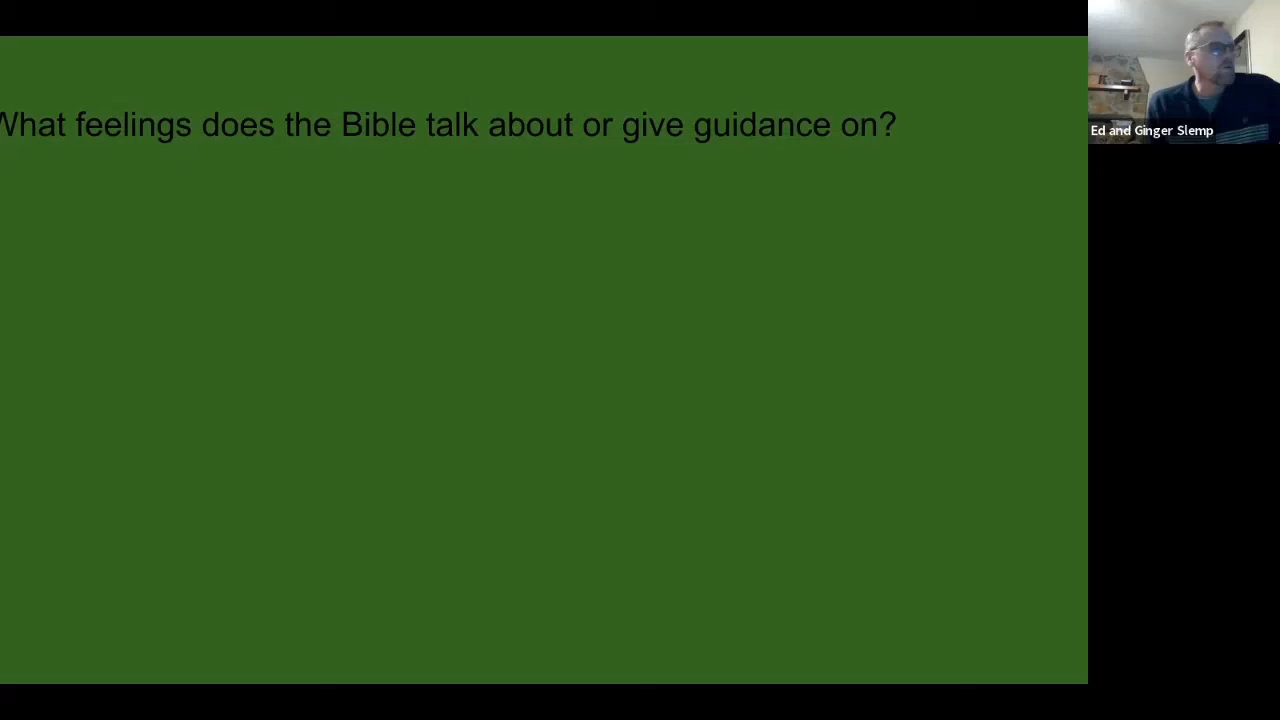 What feelings does the Bible talk about or give guidance on?
Ed and Ginger Slemp